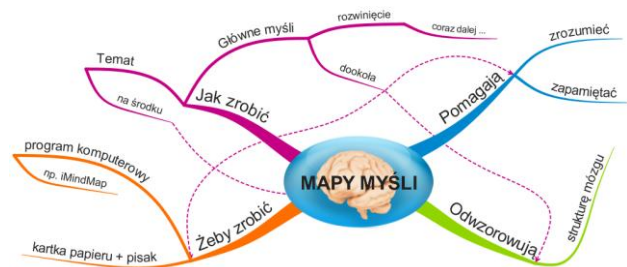 MAPY MYŚLI
Jak zrobić
Temat
na środku
Główne myśli
rozwinięcie
coraz dalej ...
dookoła
Pomagają
zrozumieć
zapamiętać
Odwzorowują
strukturę mózgu
Żeby zrobić
program komputerowy
np. iMindMap
kartka papieru + pisak